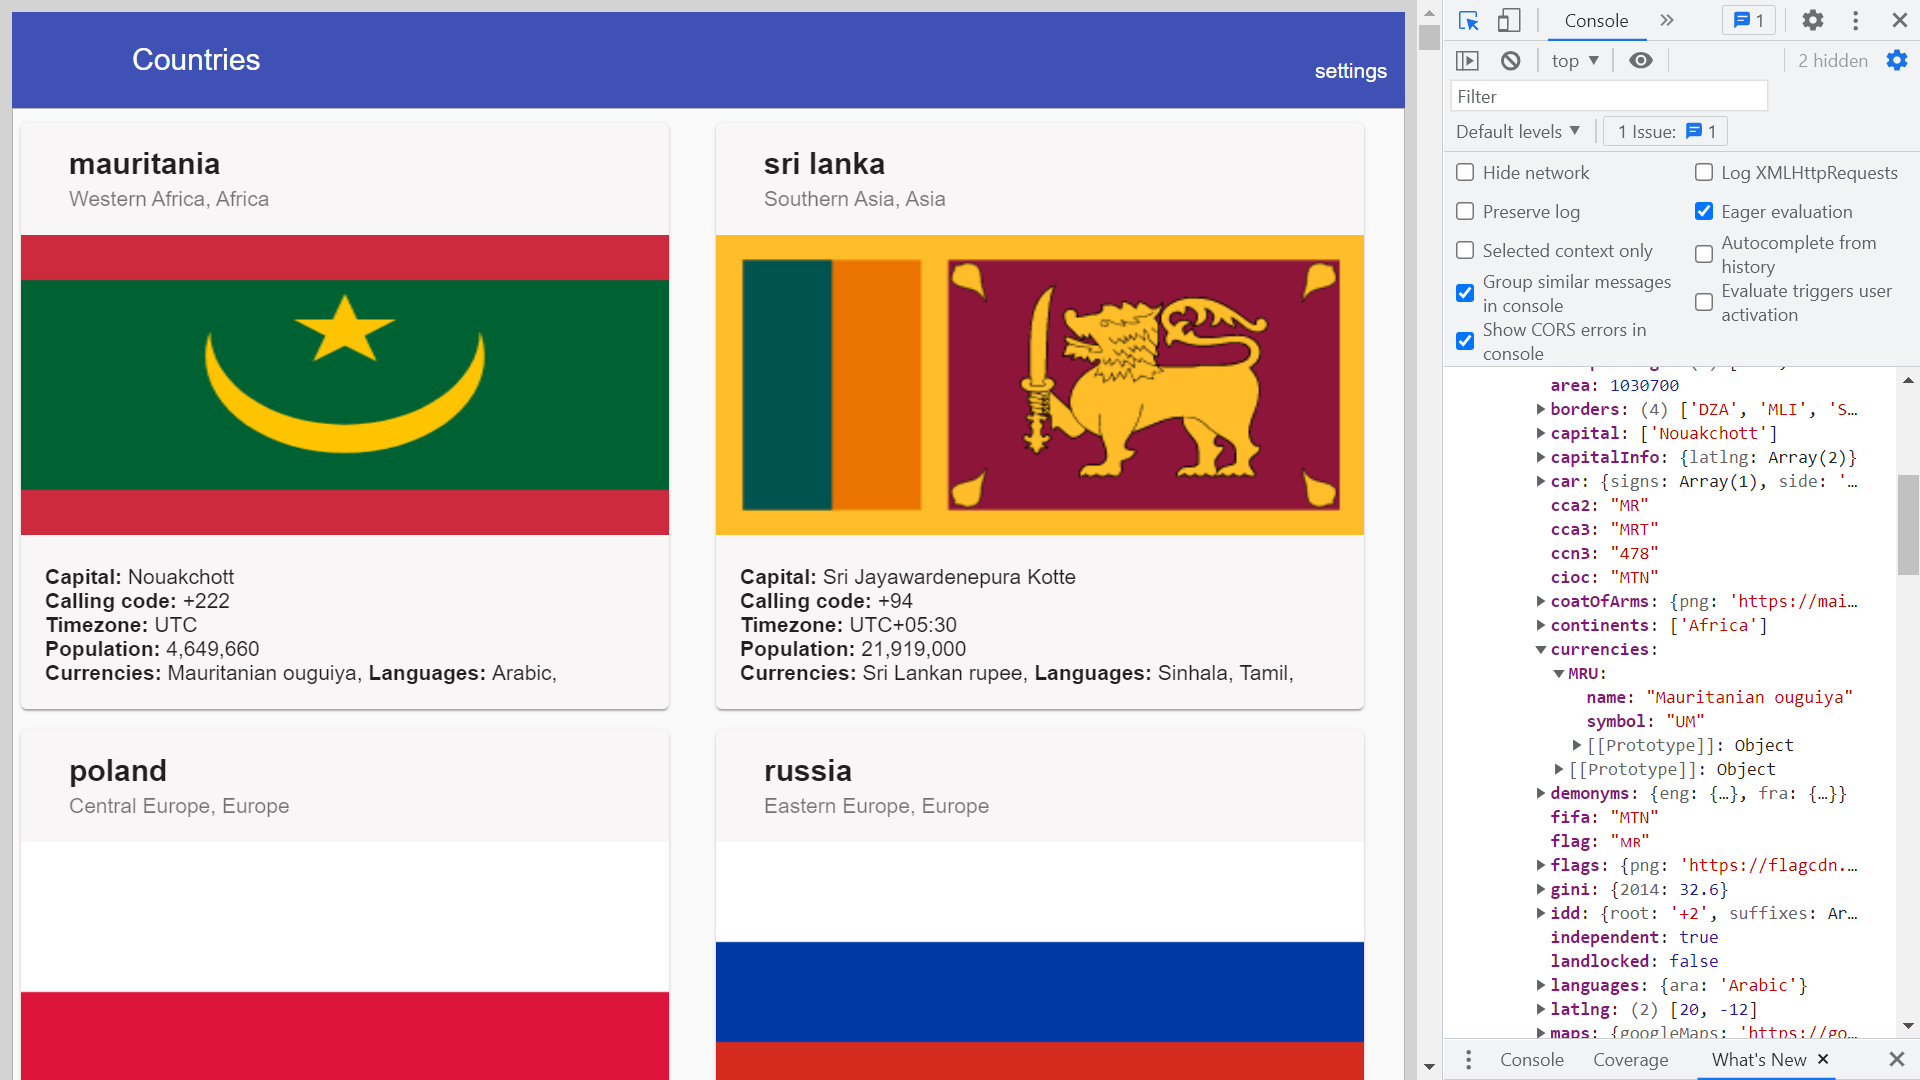 Countries
settings
mauritania
Western Africa, Africa
Capital: Nouakchott
Calling code: +222
Timezone: UTC
Population: 4,649,660
Currencies: Mauritanian ouguiya, Languages: Arabic,
sri lanka
Southern Asia, Asia
Capital: Sri Jayawardenepura Kotte
Calling code: +94
Timezone: UTC+05:30
Population: 21,919,000
Currencies: Sri Lankan rupee, Languages: Sinhala, Tamil,
poland
Central Europe, Europe
russia
Eastern Europe, Europe
Console
1
top
2 hidden
Filter
Default levels
1 Issue: 1
Hide network
Log XMLHttpRequests
Preserve log
Eager evaluation
Selected context only
Autocomplete from
history
Group similar messages
in console
Evaluate triggers user
activation
Show CORS errors in
console
area: 1030700
borders: (4) ['DZA', 'MLI', 'S…
capital: ['Nouakchott']
capitalInfo: {latlng: Array(2)}
car: {signs: Array(1), side: '…
cca2: "MR"
cca3: "MRT"
ccn3: "478"
cioc: "MTN"
coatOfArms: {png: 'https://mai…
continents: ['Africa']
currencies:
MRU:
name: "Mauritanian ouguiya"
symbol: "UM"
[[Prototype]]: Object
[[Prototype]]: Object
demonyms: {eng: {…}, fra: {…}}
fifa: "MTN"
flag: "🇲🇷"
flags: {png: 'https://flagcdn.…
gini: {2014: 32.6}
idd: {root: '+2', suffixes: Ar…
independent: true
landlocked: false
languages: {ara: 'Arabic'}
latlng: (2) [20, -12]
maps: {googleMaps: 'https://go…
Console
Coverage
What's New